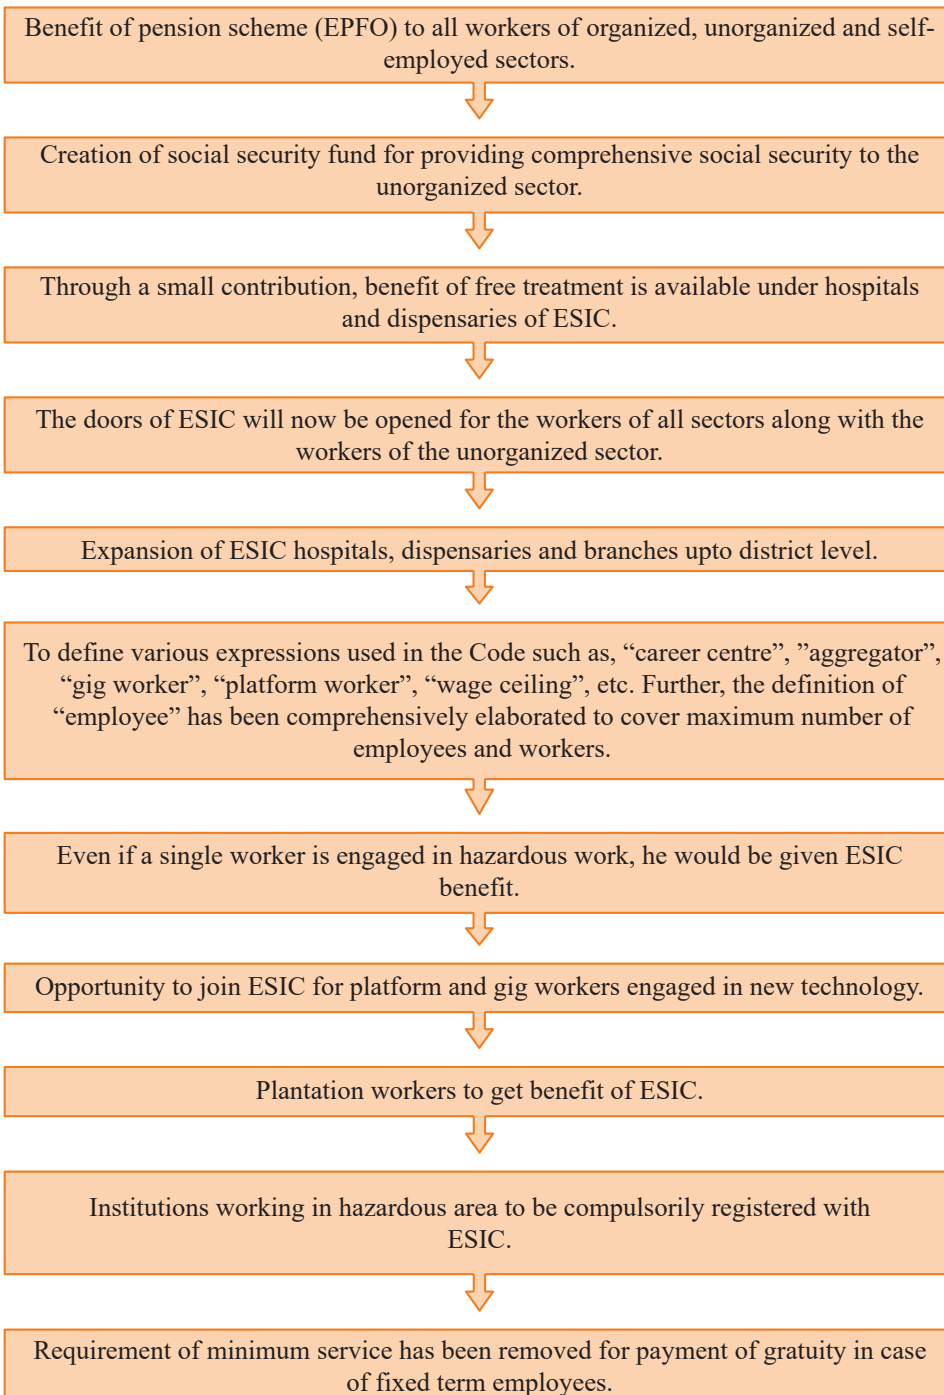 Benefit of pension scheme (EPFO) to all workers of organized, unorganized and self-
employed sectors.
Creation of social security fund for providing comprehensive social security to the
unorganized sector.
Through a small contribution, benefit of free treatment is available under hospitals
and dispensaries of ESIC.
The doors of ESIC will now be opened for the workers of all sectors along with the
workers of the unorganized sector.
Expansion of ESIC hospitals, dispensaries and branches upto district level.
To define various expressions used in the Code such as, “career centre”, ”aggregator”,
“gig worker”, “platform worker”, “wage ceiling”, etc. Further, the definition of
“employee” has been comprehensively elaborated to cover maximum number of
employees and workers.
Even if a single worker is engaged in hazardous work, he would be given ESIC
benefit.
Opportunity to join ESIC for platform and gig workers engaged in new technology.
Plantation workers to get benefit of ESIC.
Institutions working in hazardous area to be compulsorily registered with
ESIC.
Requirement of minimum service has been removed for payment of gratuity in case
of fixed term employees.